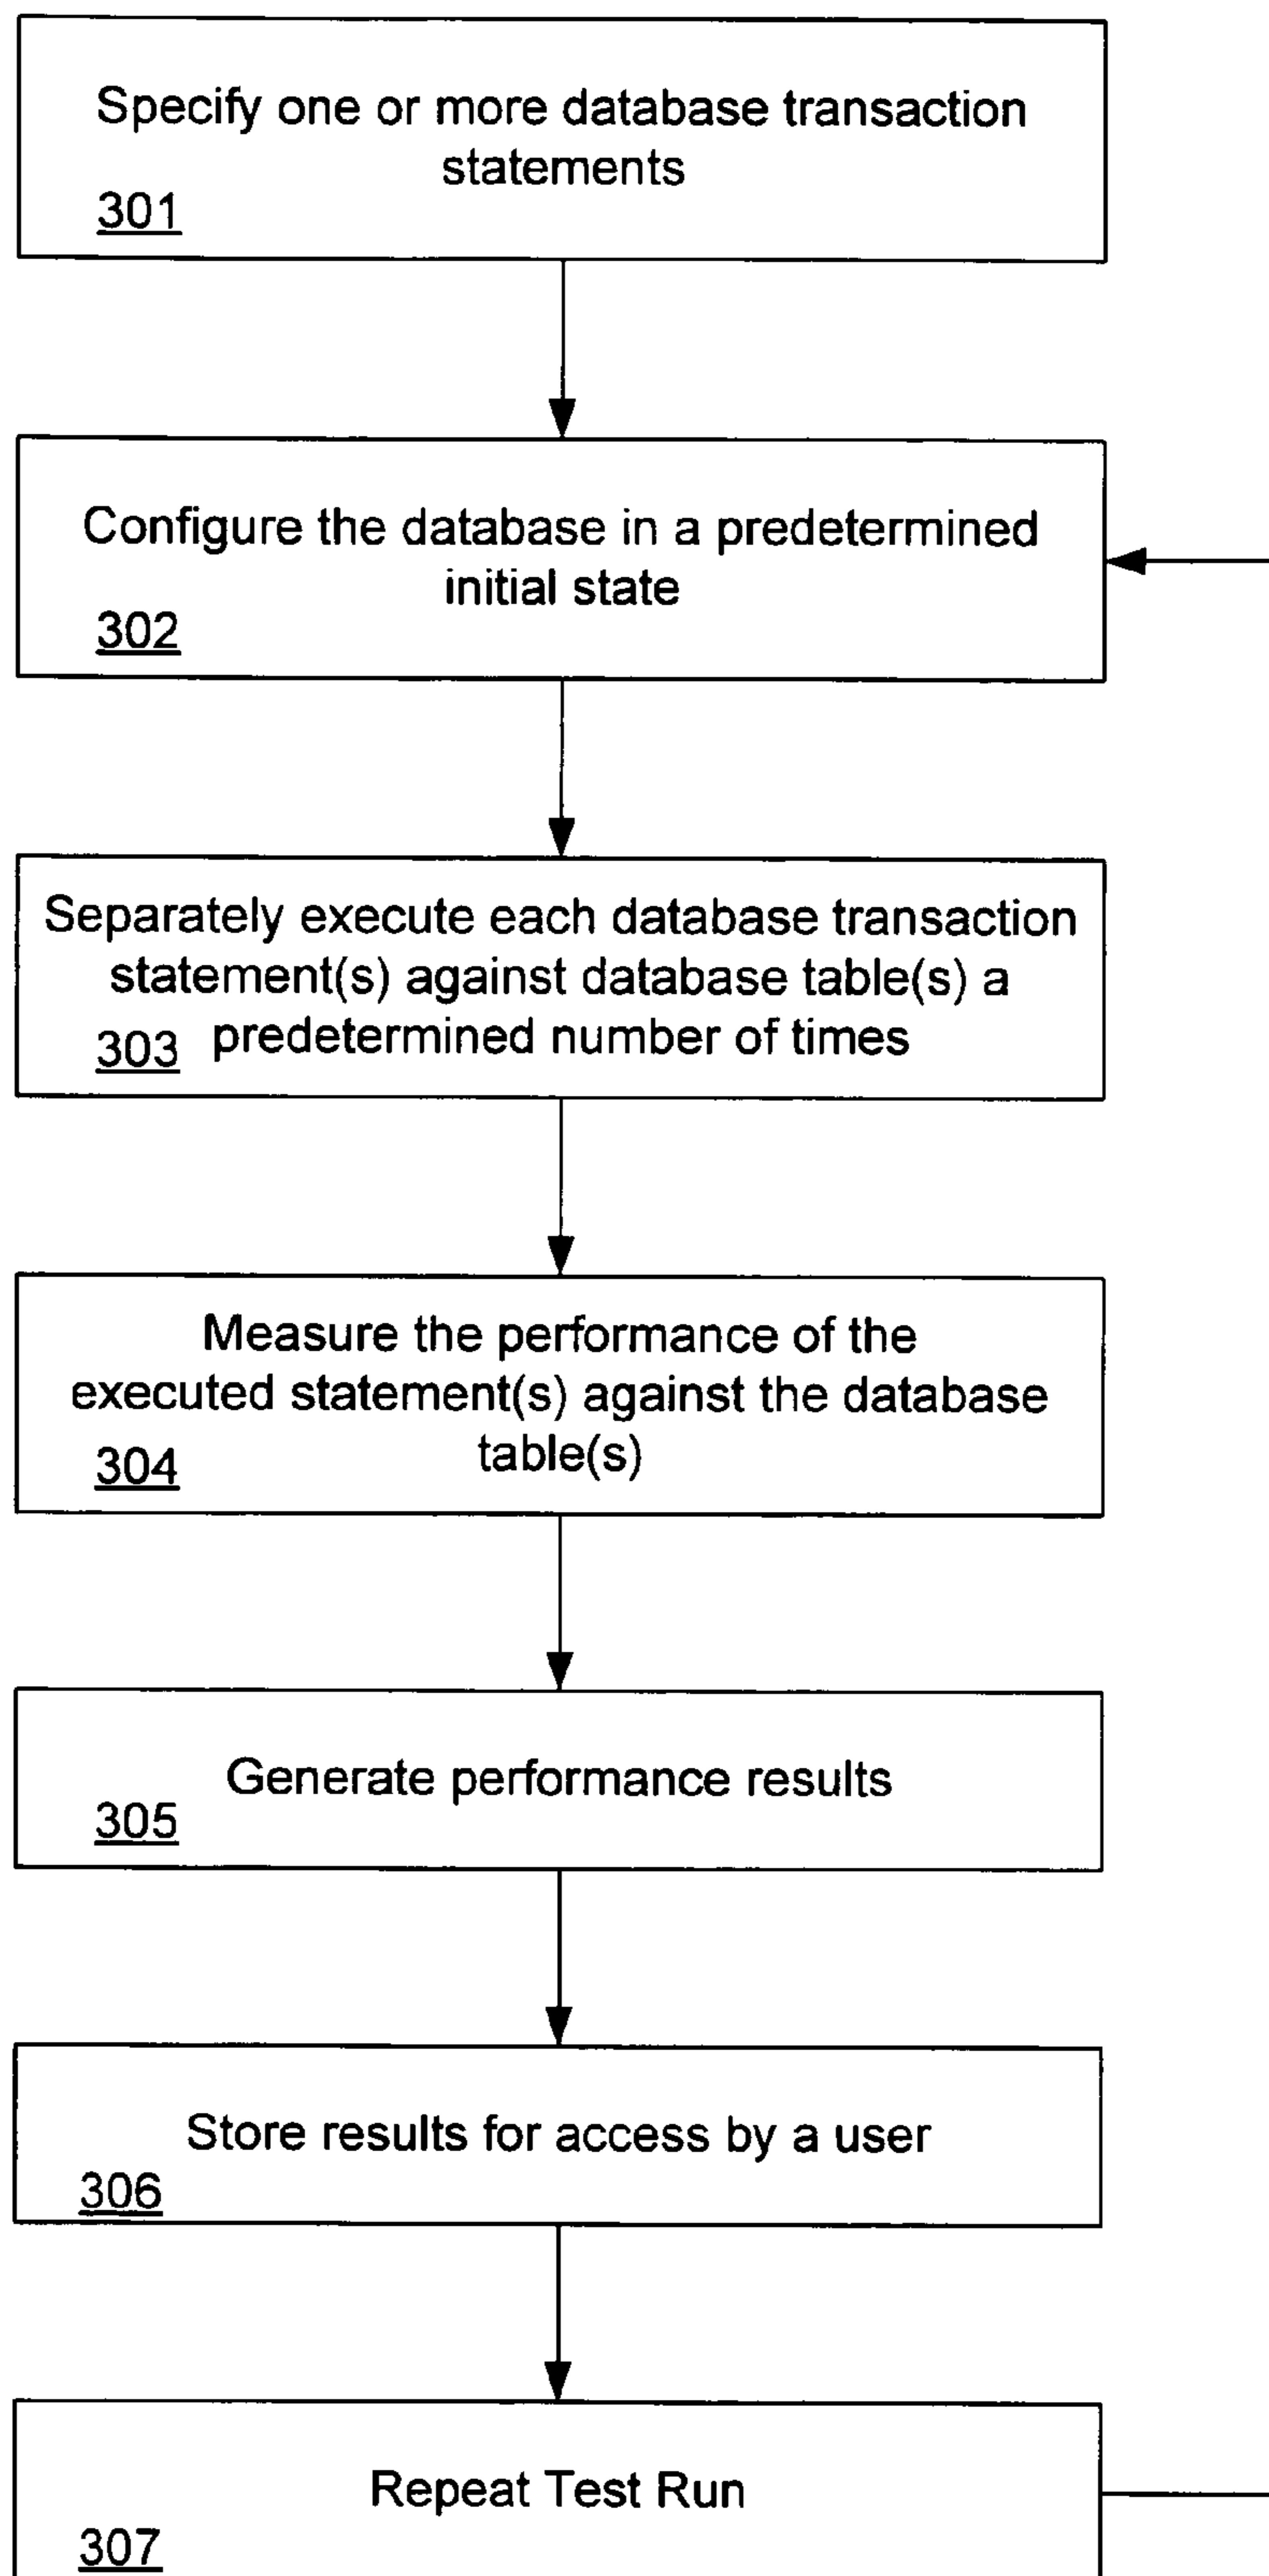 Specify one or more database transaction
statements
301
Configure the database in a predetermined
initial state
302
Separately execute each database transaction
statement(s) against database table(s) a
303 predetermined number of times
Measure the performance of the
executed statement(s) against the database
304 table(s)
Generate performance results
305
Store results for access by a user
306
Repeat Test Run
307